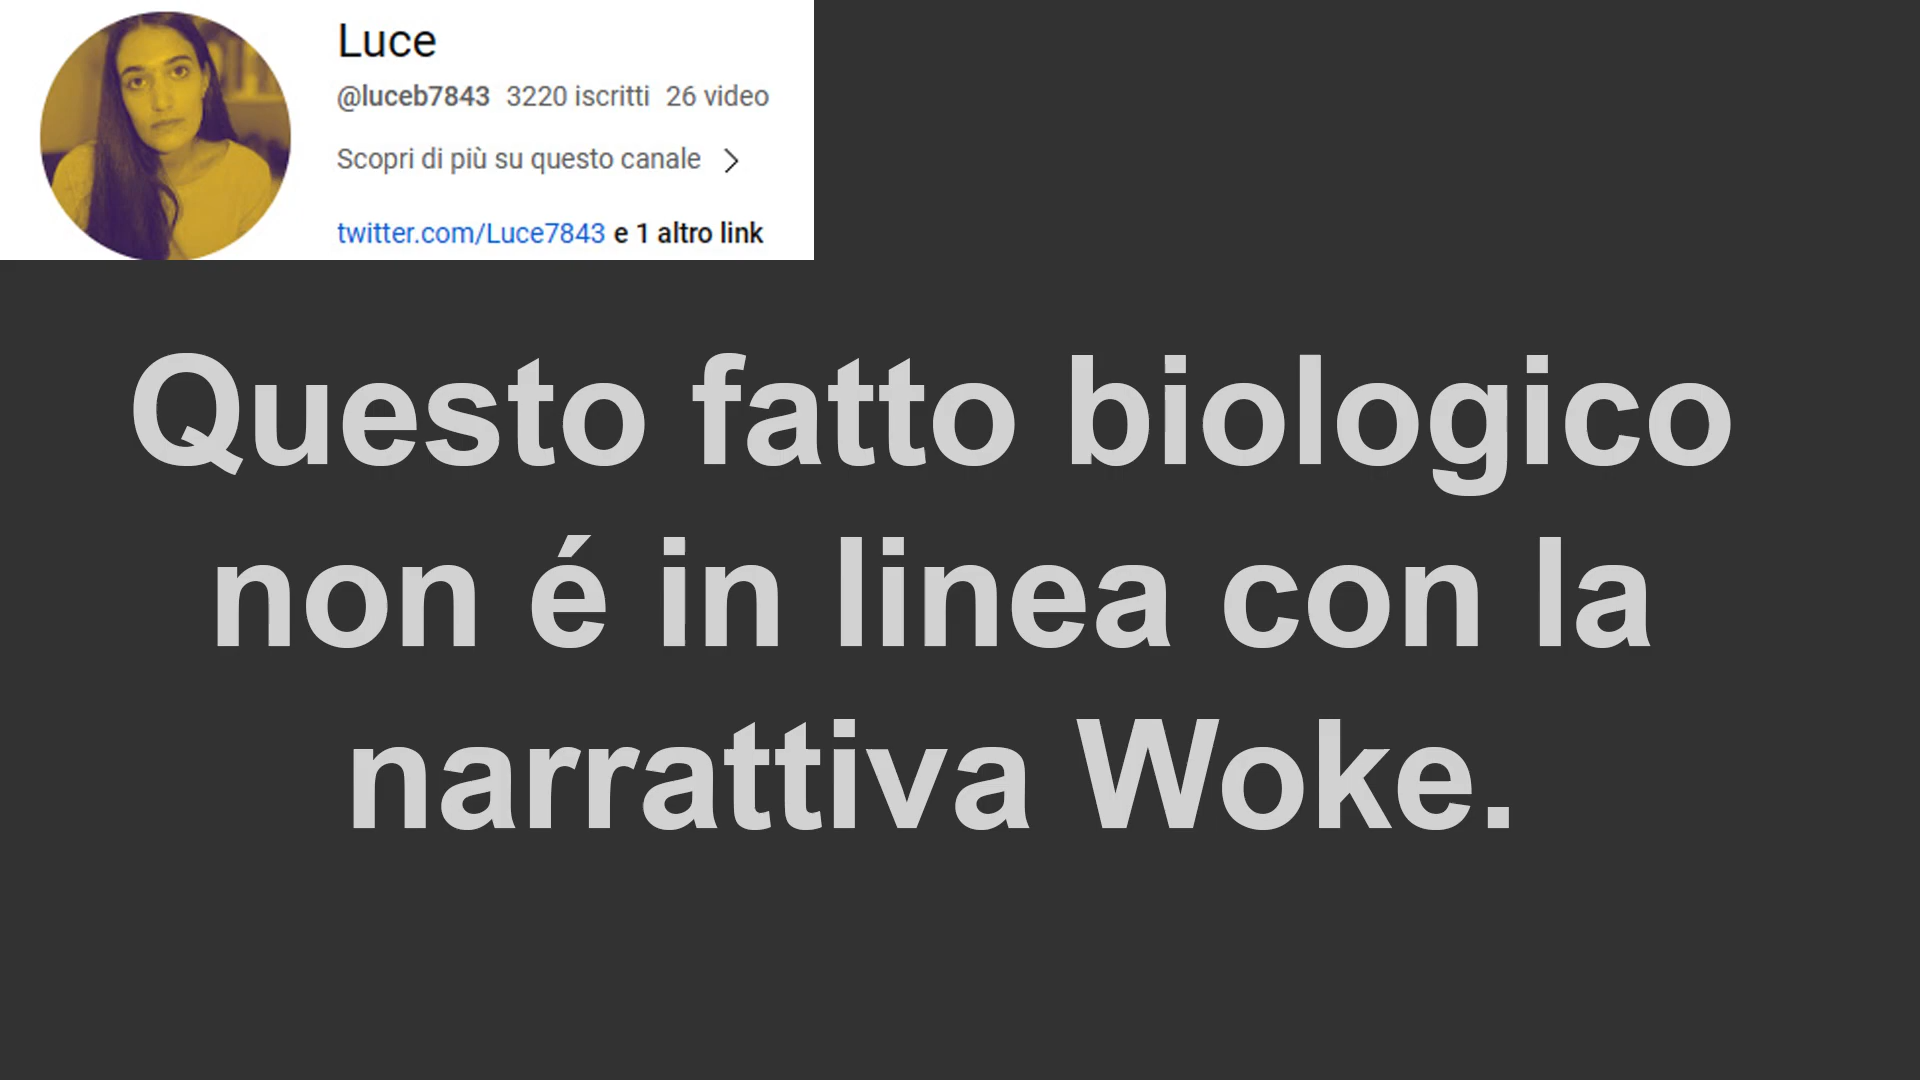 Luce
@luceb7843 3220 iscritti 26 video
Scopri di più su questo canale
twitter.com/Luce7843 e 1 altro link
Questo fatto biologico
non é in linea con la
narrattiva Woke.